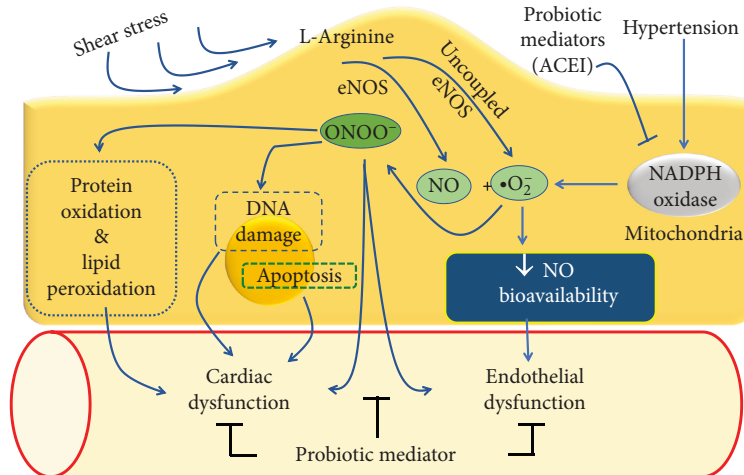 Shear stress
L-Arginine
Probiotic
mediators
(ACEI)
Hypertension
eNOS
Uncoupled
eNOS
ONOO⁻
NO
+
•O₂⁻
NADPH
oxidase
Mitochondria
Protein
oxidation
&
lipid
peroxidation
DNA
damage
Apoptosis
↓ NO
bioavailability
Cardiac
dysfunction
Endothelial
dysfunction
Probiotic mediator